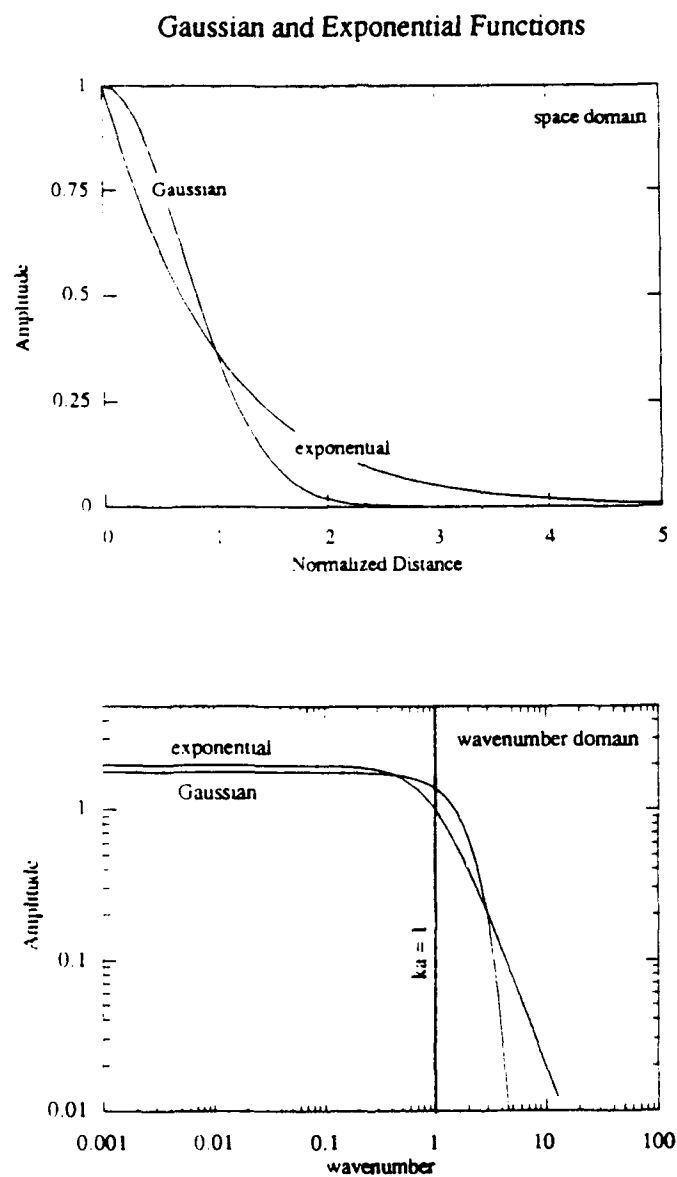 Gaussian and Exponential Functions
1
space domain
0.75
Gaussian
Amplitude
0.5
0.25
exponential
0
0 1 2 3 4 5
Normalized Distance
exponential
wavenumber domain
Gaussian
1
Amplitude
ka = 1
0.1
0.01
0.001 0.01 0.1 1 10 100
wavenumber